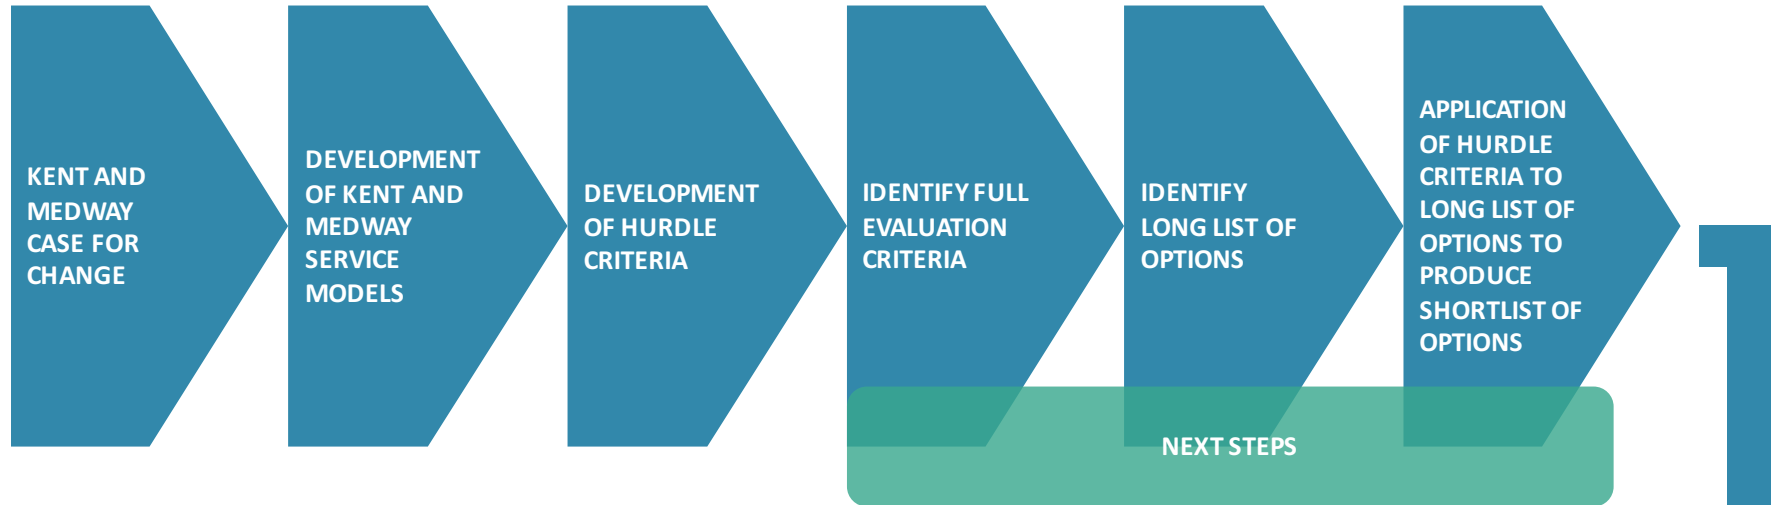 KENT AND
MEDWAY
CASE FOR
CHANGE
DEVELOPMENT
OF KENT AND
MEDWAY
SERVICE
MODELS
DEVELOPMENT
OF HURDLE
CRITERIA
IDENTIFY FULL
EVALUATION
CRITERIA
IDENTIFY
LONG LIST OF
OPTIONS
APPLICATION
OF HURDLE
CRITERIA TO
LONG LIST OF
OPTIONS TO
PRODUCE
SHORTLIST OF
OPTIONS
NEXT STEPS